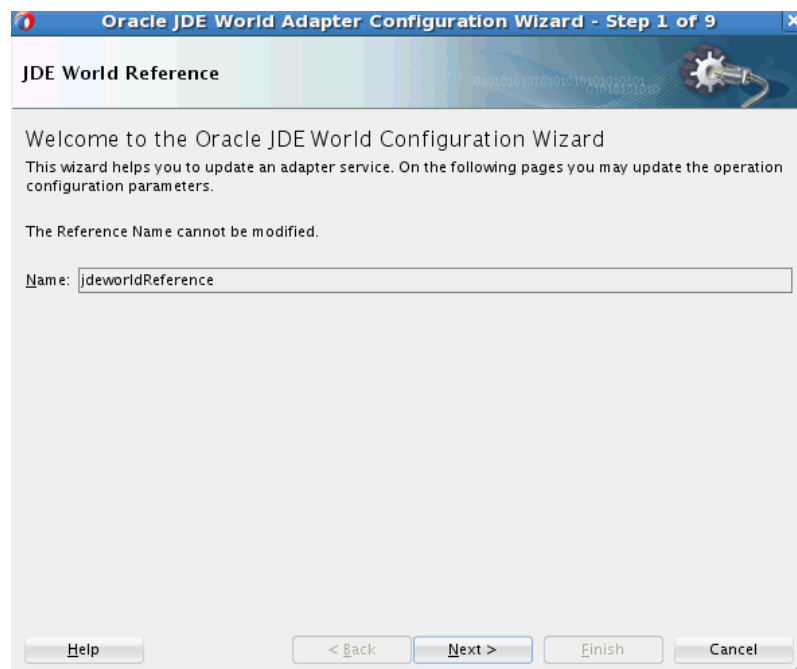 Oracle JDE World Adapter Configuration Wizard - Step 1 of 9
JDE World Reference
Welcome to the Oracle JDE World Configuration Wizard
This wizard helps you to update an adapter service. On the following pages you may update the operation
configuration parameters.
The Reference Name cannot be modified.
Name: jdeworldReference
Help < Back Next > Finish Cancel